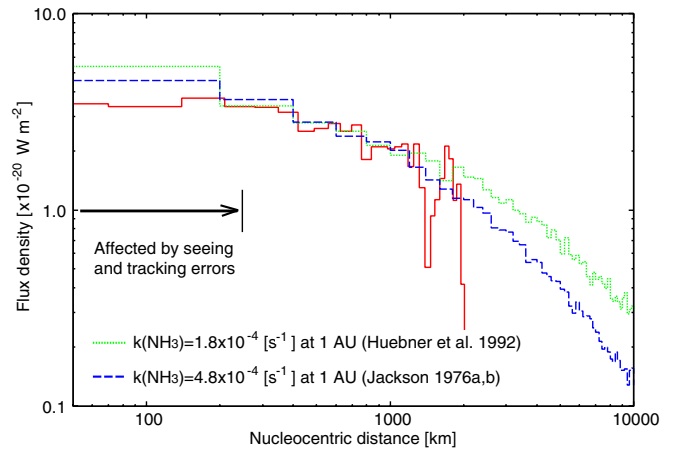 10.0
1.0
0.1
Flux density [x10⁻²⁰ W m⁻²]
Affected by seeing
and tracking errors
k(NH₃)=1.8x10⁻⁴ [s⁻¹] at 1 AU (Huebner et al. 1992)
k(NH₃)=4.8x10⁻⁴ [s⁻¹] at 1 AU (Jackson 1976a,b)
100
1000
10000
Nucleocentric distance [km]